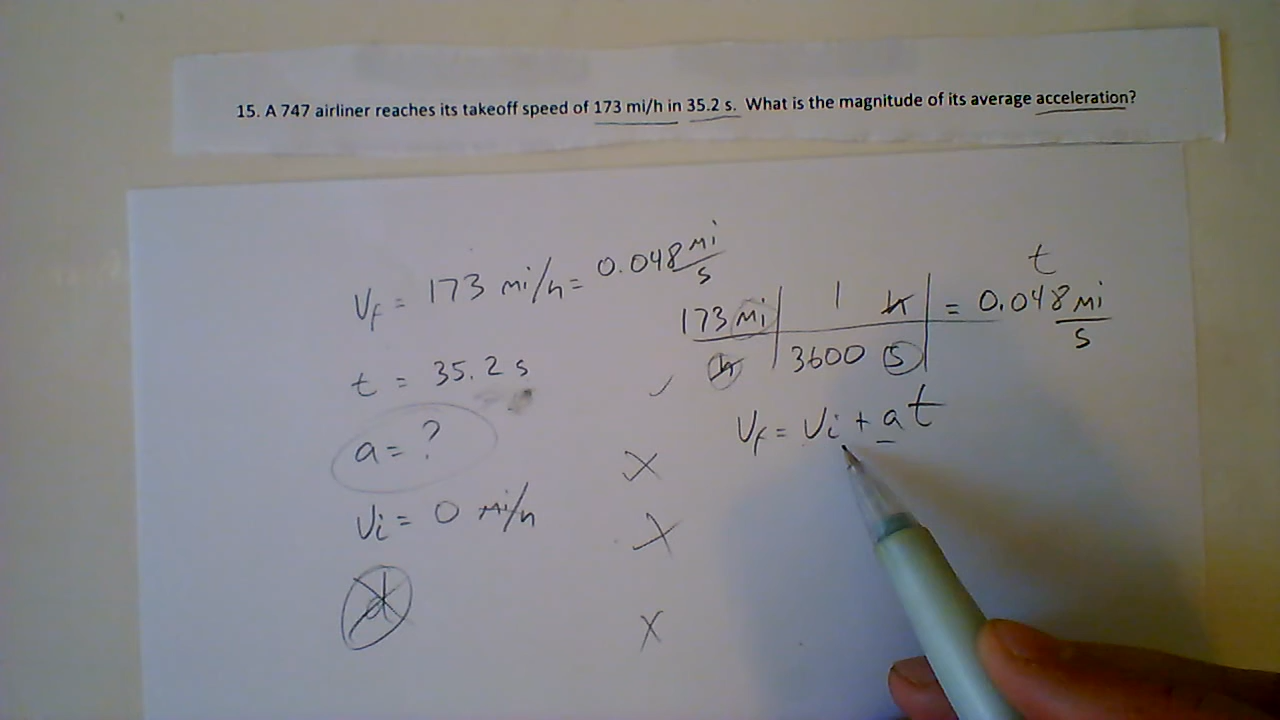 15. A 747 airliner reaches its takeoff speed of 173 mi/h in 35.2 s. What is the magnitude of its average acceleration?
Vf = 173 mi/h = 0.048 mi/s
t = 35.2 s
a = ?
Vi = 0 mi/h
d
t
173 mi | 1 h | = 0.048 mi
h | 3600 s | s
Vf = Vi + at